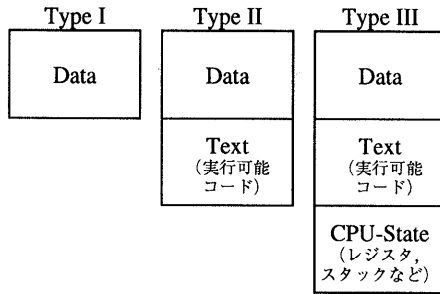 Type I
Data
Type II
Data
Text
(実行可能
コード)
Type III
Data
Text
(実行可能
コード)
CPU-State
(レジスタ,
スタックなど)